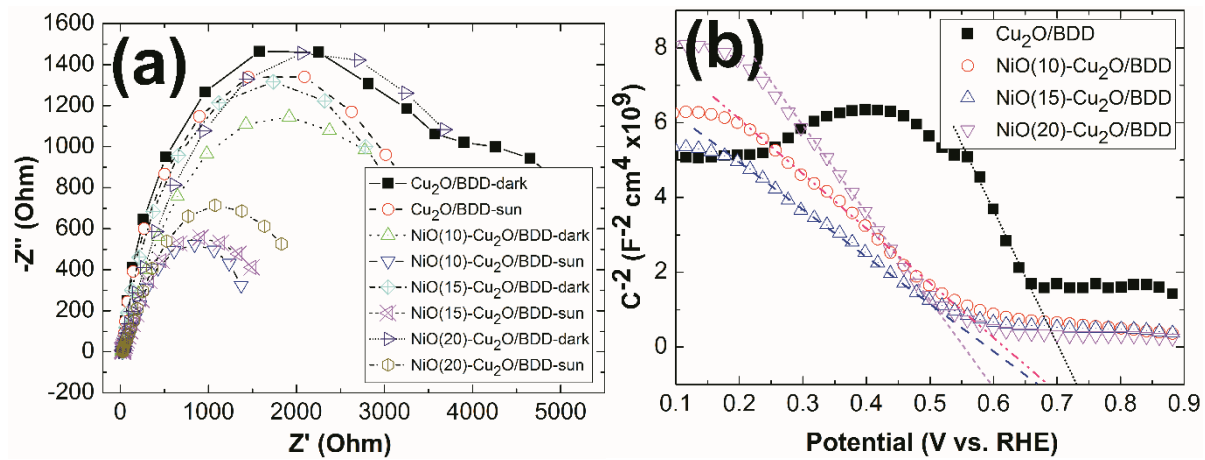 (a)
1600
1400
1200
1000
800
600
400
200
0
-200
-Z" (Ohm)
0 1000 2000 3000 4000 5000
Z' (Ohm)
Cu₂O/BDD-dark
Cu₂O/BDD-sun
NiO(10)-Cu₂O/BDD-dark
NiO(10)-Cu₂O/BDD-sun
NiO(15)-Cu₂O/BDD-dark
NiO(15)-Cu₂O/BDD-sun
NiO(20)-Cu₂O/BDD-dark
NiO(20)-Cu₂O/BDD-sun
(b)
8
6
4
2
0
C⁻² (F⁻² cm⁴ x10⁹)
0.1 0.2 0.3 0.4 0.5 0.6 0.7 0.8 0.9
Potential (V vs. RHE)
Cu₂O/BDD
NiO(10)-Cu₂O/BDD
NiO(15)-Cu₂O/BDD
NiO(20)-Cu₂O/BDD